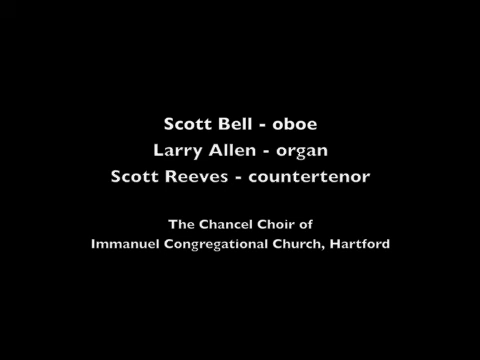 Scott Bell - oboe
Larry Allen - organ
Scott Reeves - countertenor
The Chancel Choir of
Immanuel Congregational Church, Hartford